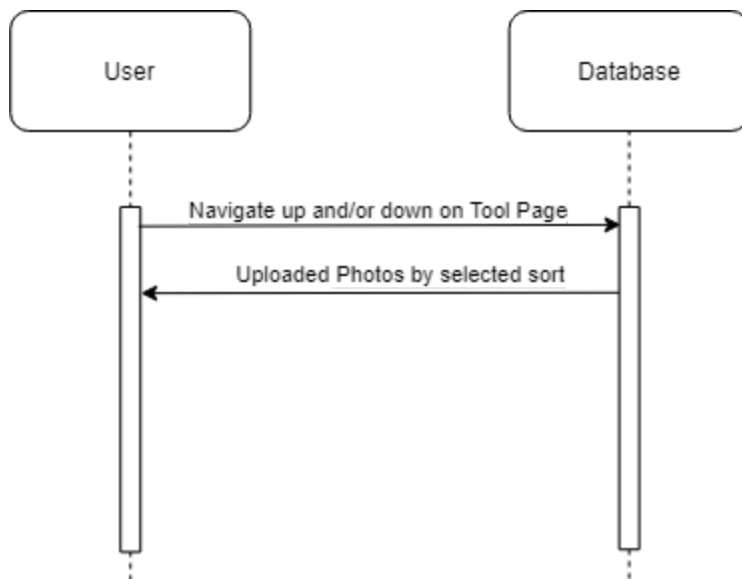 User
Database
Navigate up and/or down on Tool Page
Uploaded Photos by selected sort